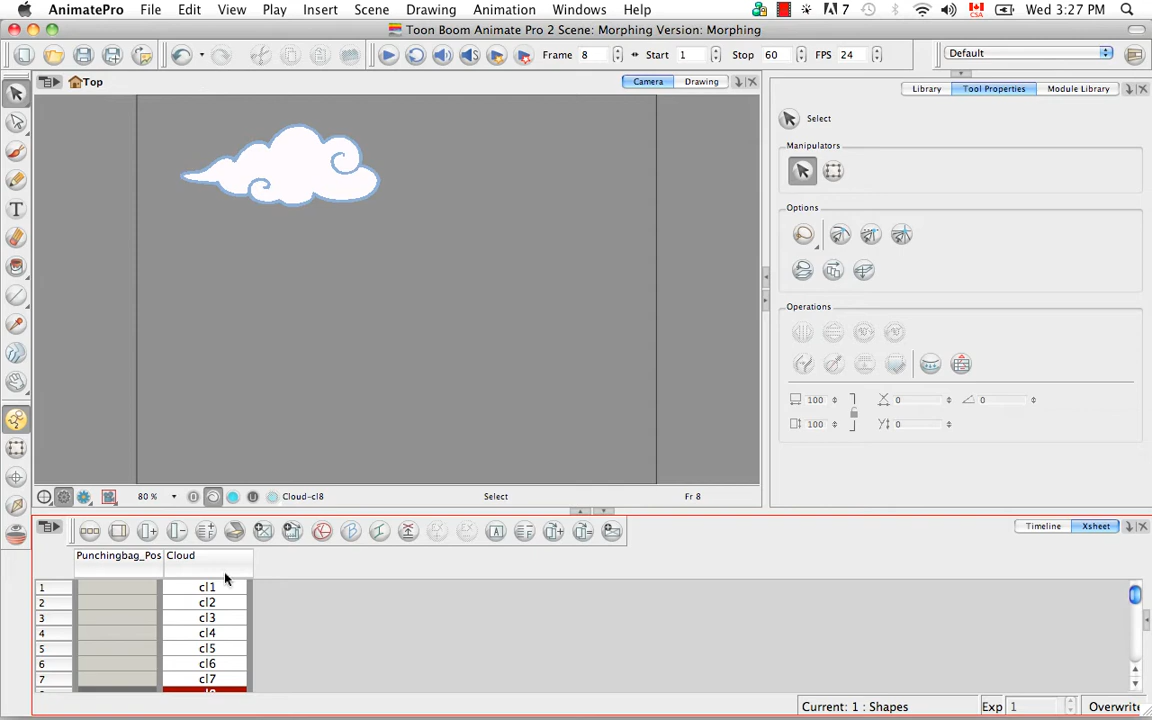 AnimatePro File Edit View Play Insert Scene Drawing Animation Windows Help 7 CSA Wed 3:27 PM
Toon Boom Animate Pro 2 Scene: Morphing Version: Morphing
Frame 8 Start 1 Stop 60 FPS 24 Default
Top Camera Drawing
Library Tool Properties Module Library
Select
Manipulators
Options
Operations
100 0 0
100 0
80 % Cloud-cl8 Select Fr 8
Timeline Xsheet
Punchingbag_Pos Cloud
1 cl1
2 cl2
3 cl3
4 cl4
5 cl5
6 cl6
7 cl7
Current: 1 : Shapes Exp 1 Overwrite